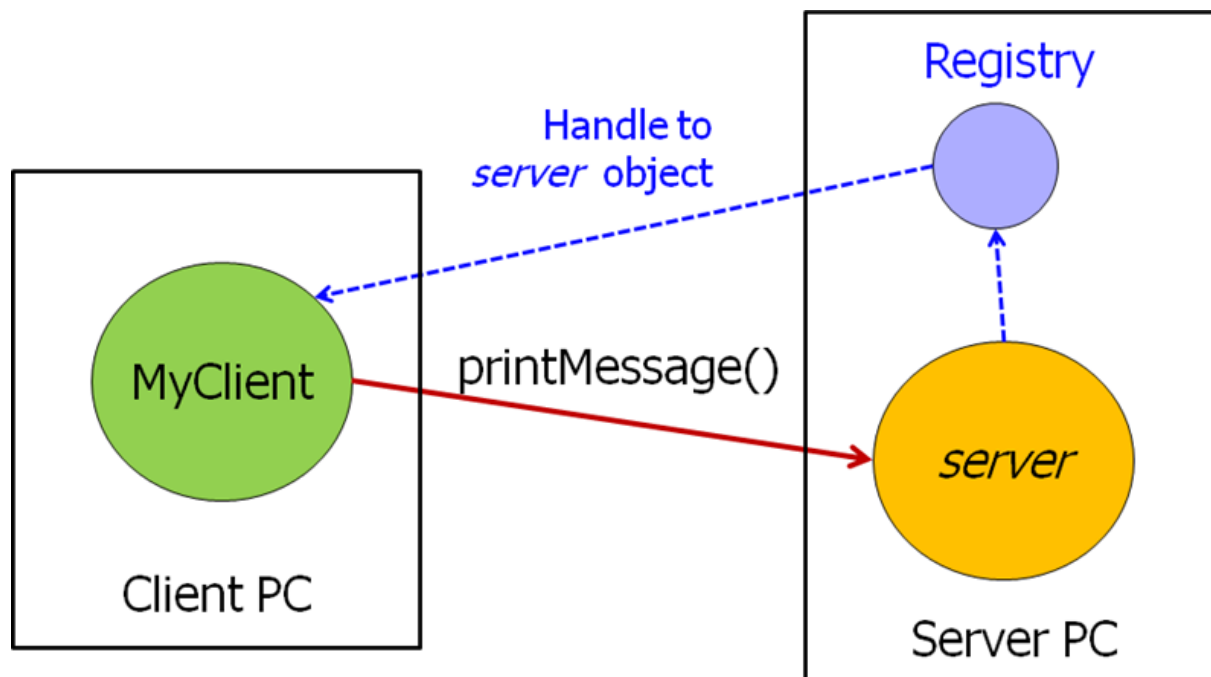 Registry
Handle to
server object
MyClient
printMessage()
server
Client PC
Server PC